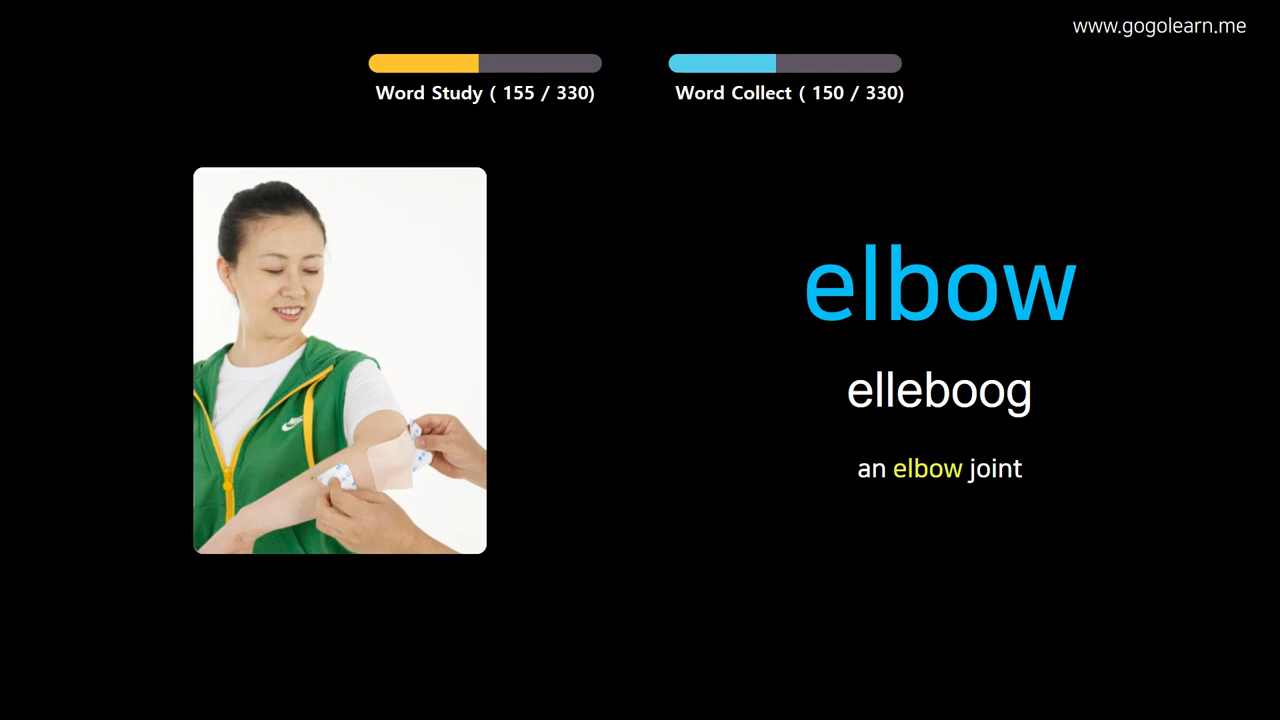 www.gogolearn.me
Word Study ( 155 / 330)
Word Collect ( 150 / 330)
elbow
elleboog
an elbow joint